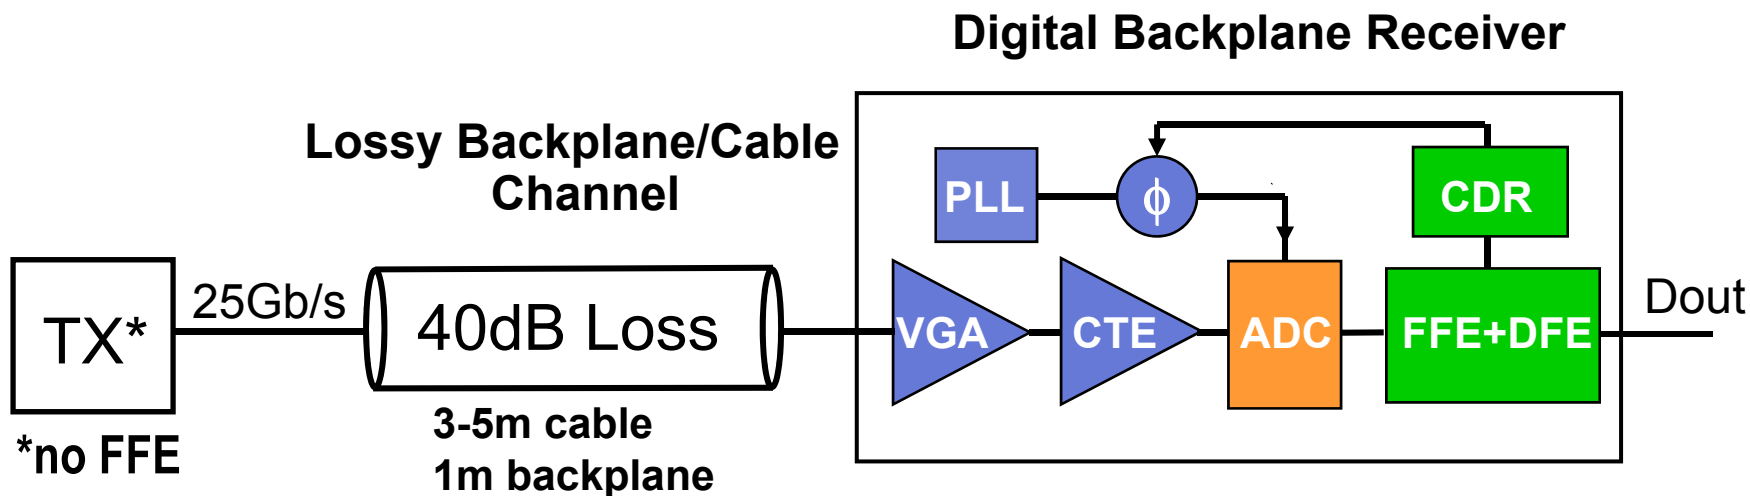 Digital Backplane Receiver
Lossy Backplane/Cable
Channel
PLL
ϕ
CDR
TX*
25Gb/s
40dB Loss
VGA
CTE
ADC
FFE+DFE
Dout
*no FFE
3-5m cable
1m backplane